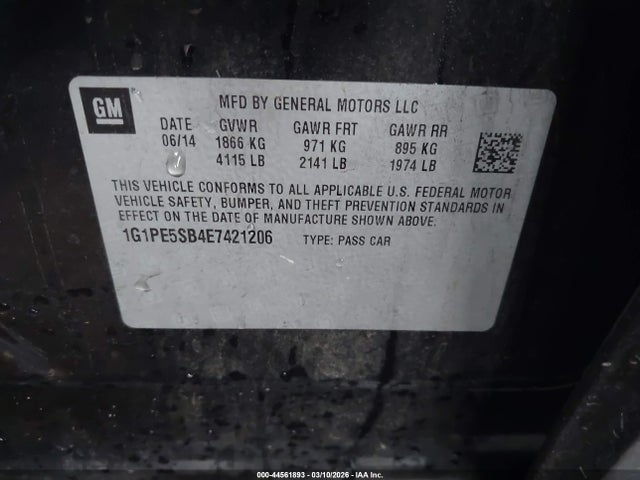 GM
MFD BY GENERAL MOTORS LLC
DATE GVWR GAWR FRT GAWR RR
06/14 1866 KG 971 KG 895 KG
4115 LB 2141 LB 1974 LB
THIS VEHICLE CONFORMS TO ALL APPLICABLE U.S. FEDERAL MOTOR
VEHICLE SAFETY, BUMPER, AND THEFT PREVENTION STANDARDS IN
EFFECT ON THE DATE OF MANUFACTURE SHOWN ABOVE.
1G1PE5SB4E7421206 TYPE: PASS CAR
000-44561893 - 03/10/2026 - IAA Inc.